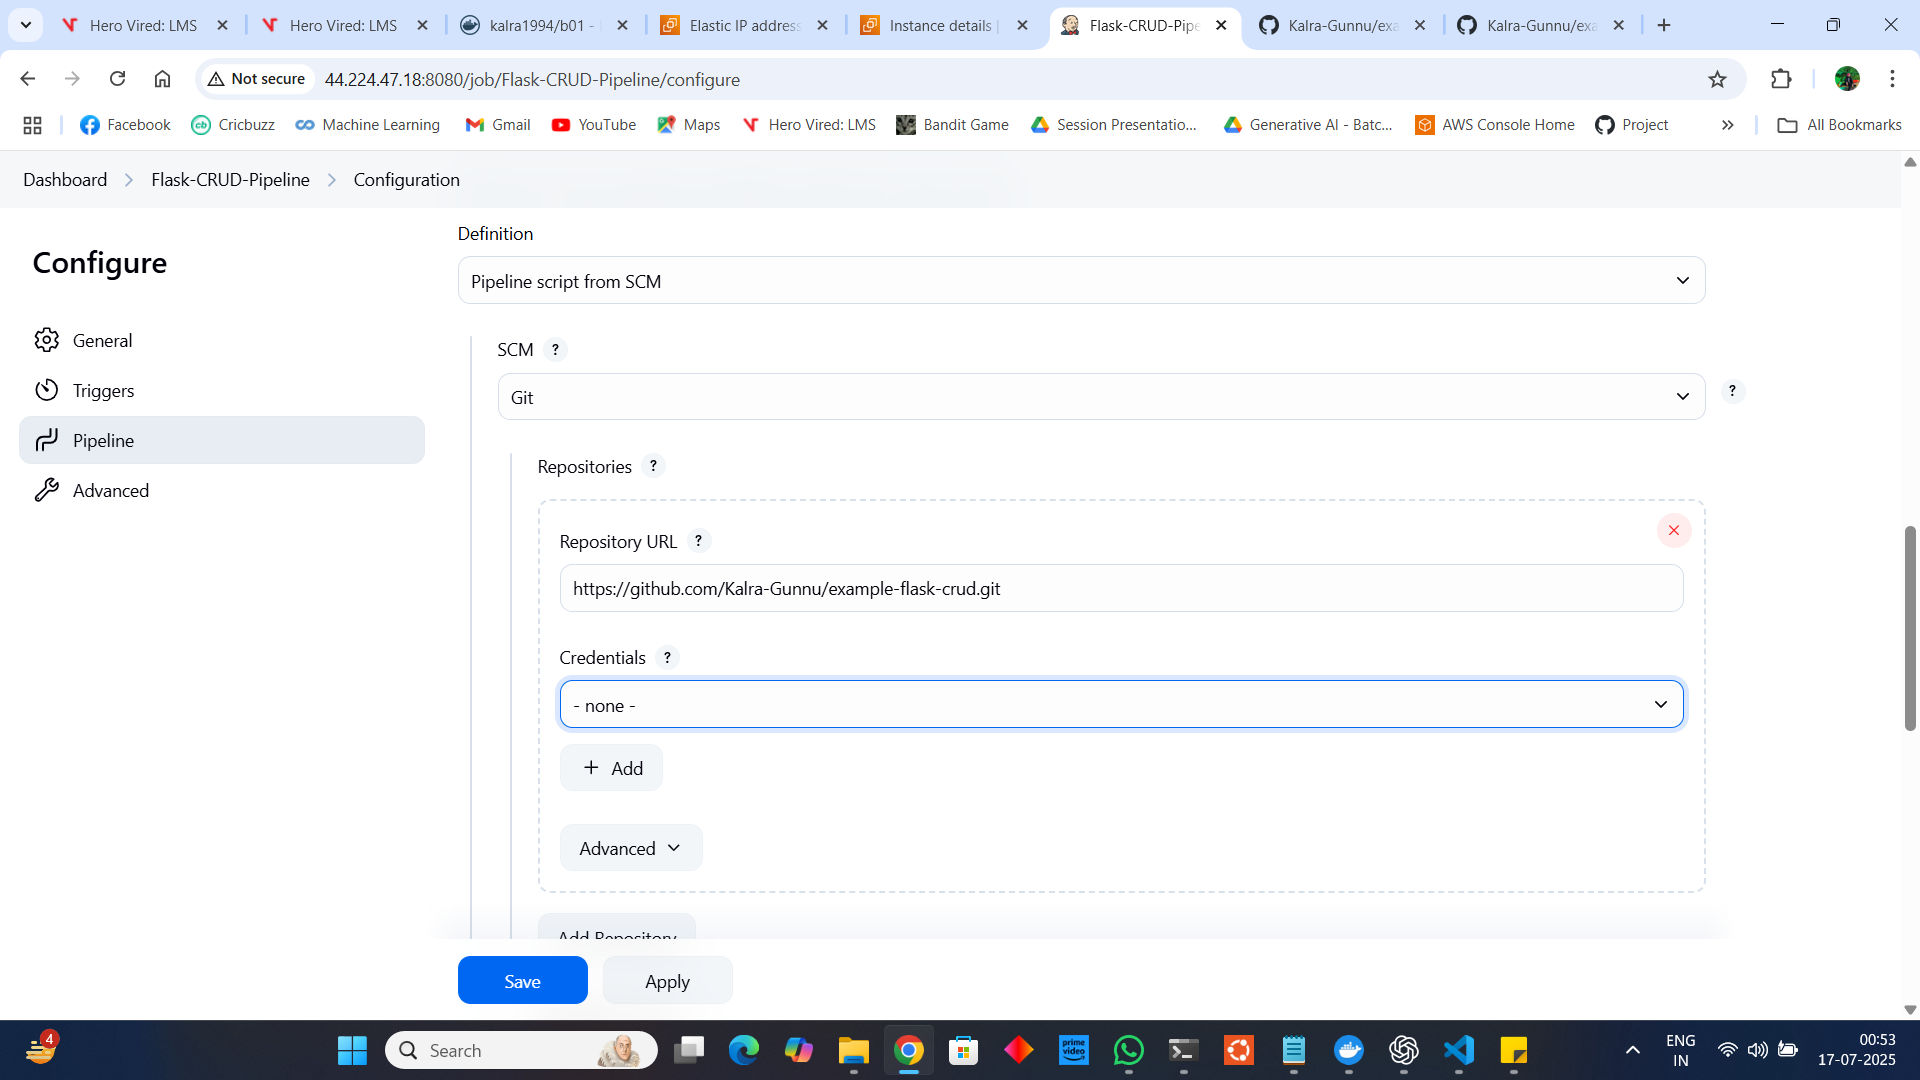 Hero Vired: LMS
Hero Vired: LMS
kalra1994/b01 -
Elastic IP address
Instance details |
Flask-CRUD-Pipe
Kalra-Gunnu/exa
Kalra-Gunnu/exa
Not secure
44.224.47.18:8080/job/Flask-CRUD-Pipeline/configure
Facebook
Cricbuzz
Machine Learning
Gmail
YouTube
Maps
Hero Vired: LMS
Bandit Game
Session Presentatio...
Generative AI - Batc...
AWS Console Home
Project
All Bookmarks
Dashboard
Flask-CRUD-Pipeline
Configuration
Configure
General
Triggers
Pipeline
Advanced
Definition
Pipeline script from SCM
SCM ?
Git
?
Repositories ?
Repository URL ?
https://github.com/Kalra-Gunnu/example-flask-crud.git
Credentials ?
- none -
+ Add
Advanced
Add Repository
Save
Apply
4
Search
prime video
ENG
IN
00:53
17-07-2025